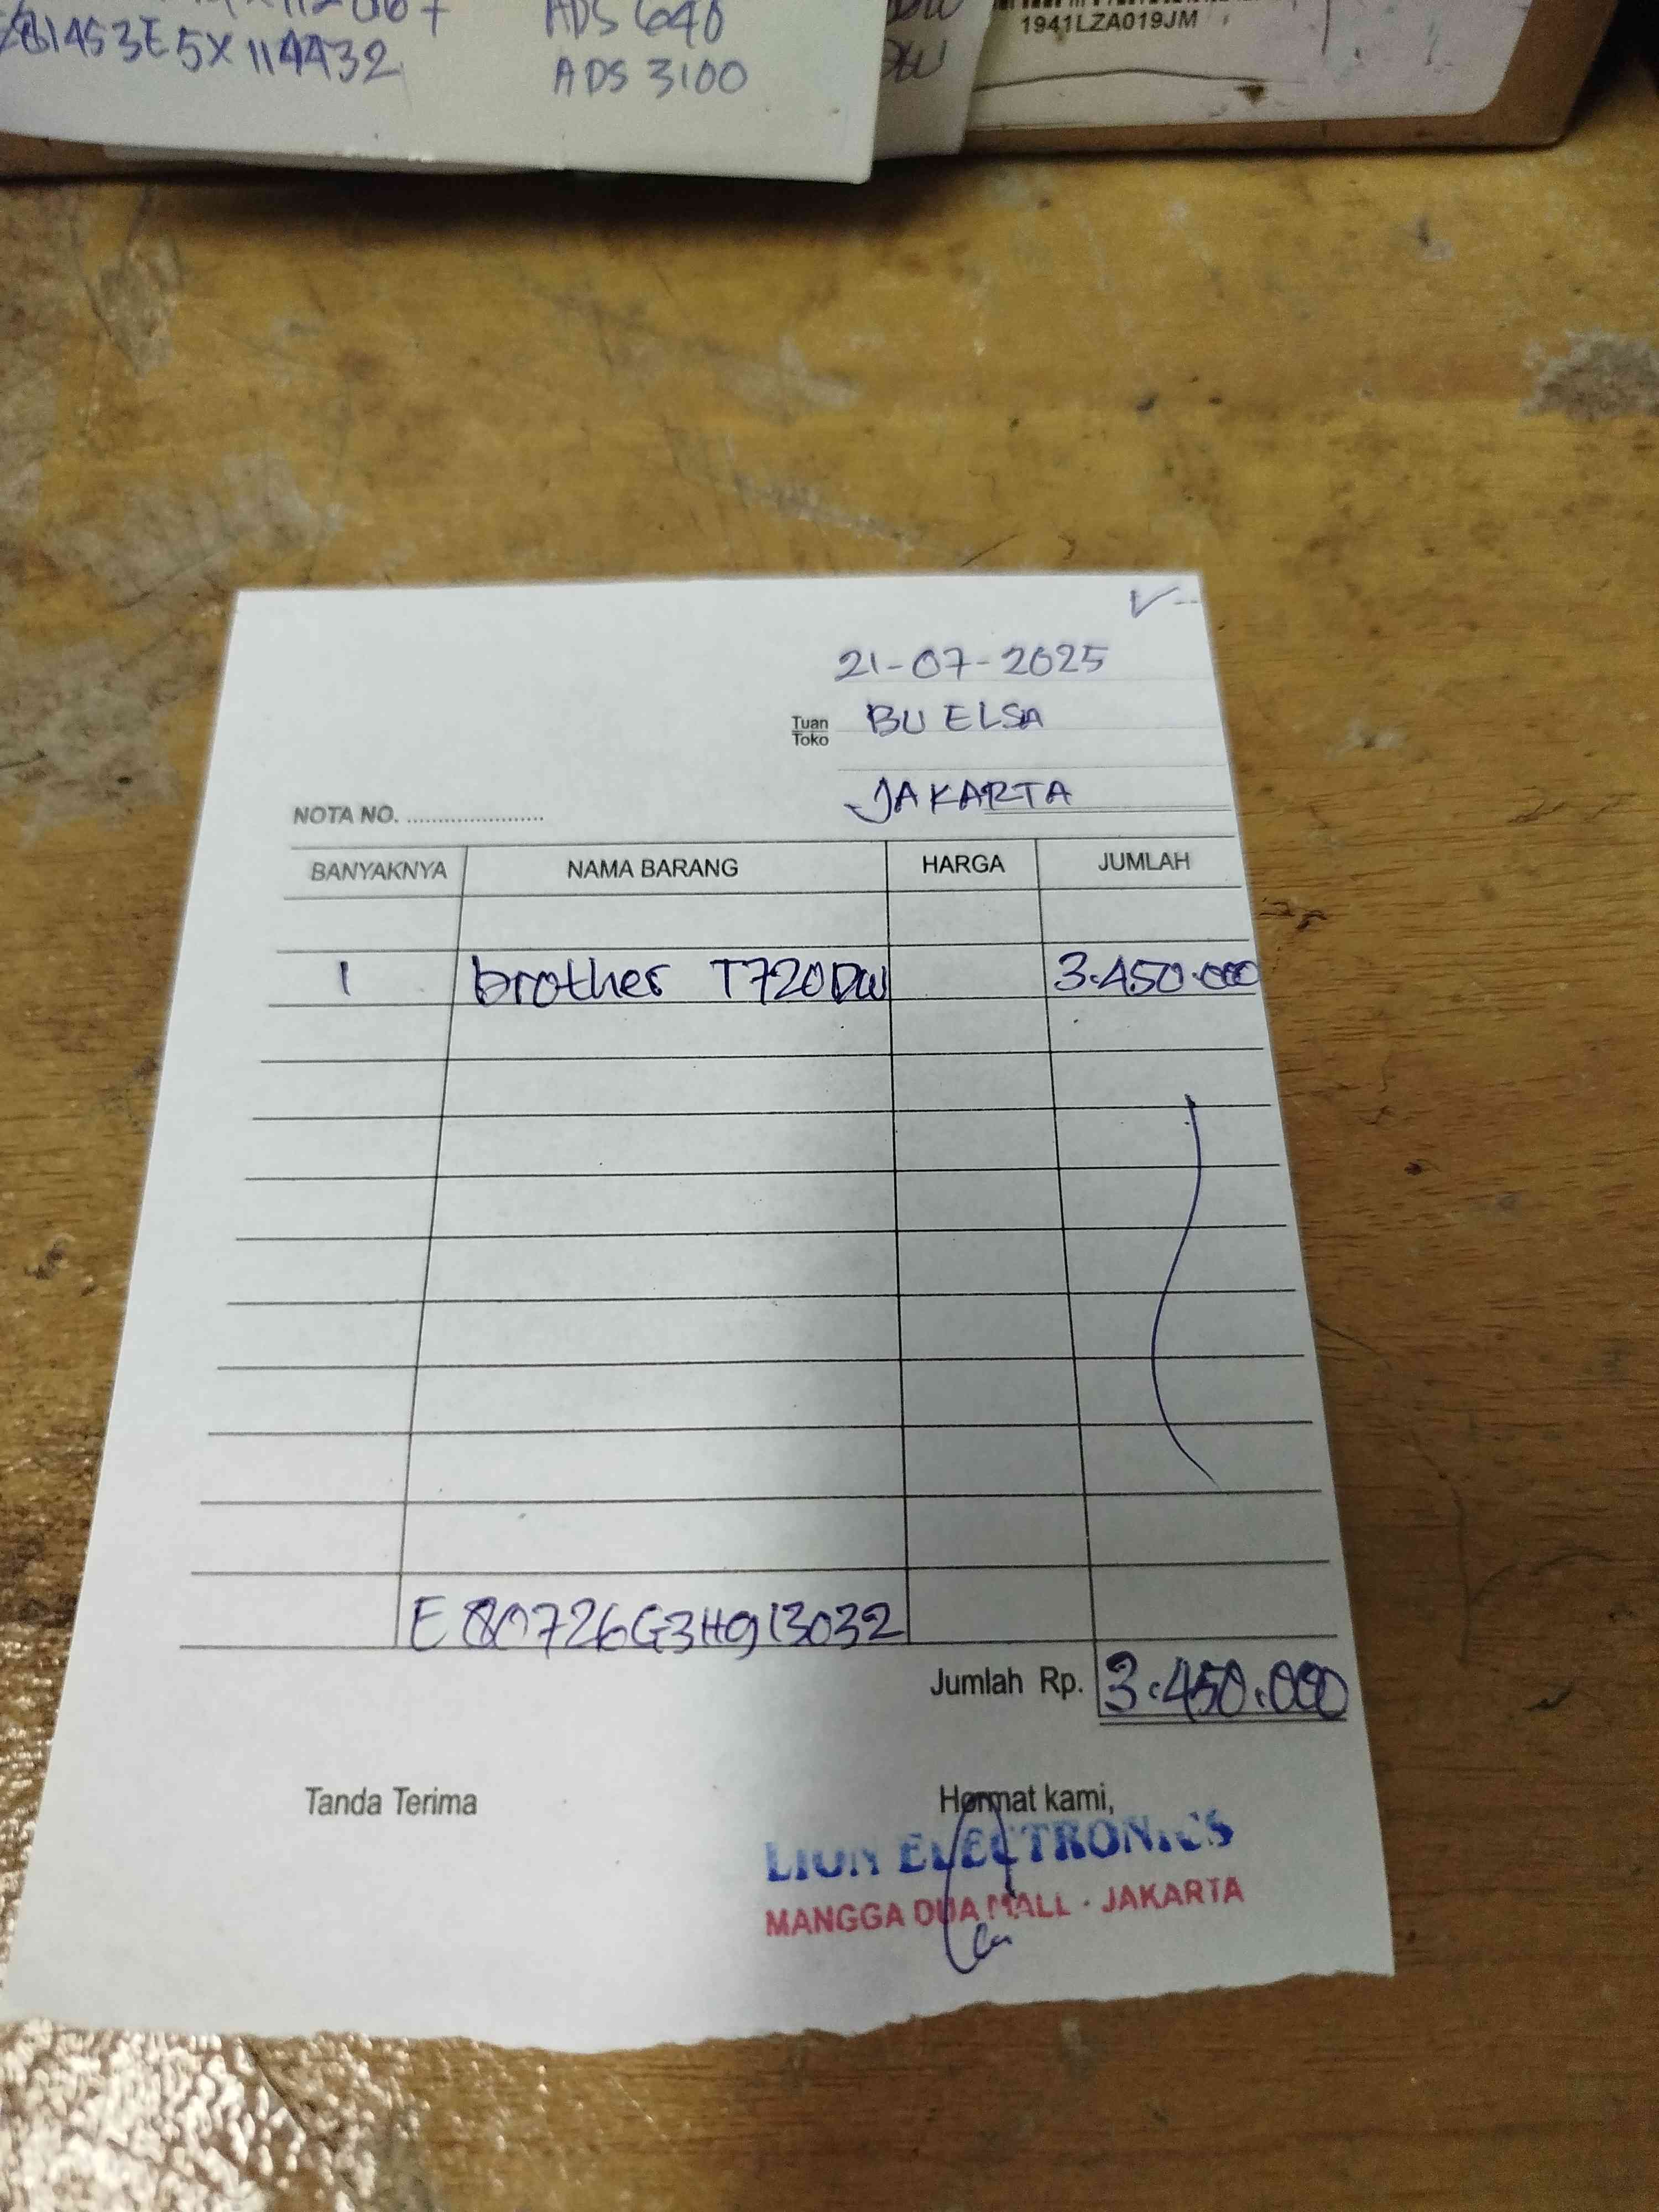 ADS 640
81453E5X114432
ADS 3100
1941LZA019JM
21-07-2025
Tuan
Toko
BU ELSA
JAKARTA
NOTA NO. ......................
BANYAKNYA NAMA BARANG HARGA JUMLAH
1 brother T720DW 3.450.000
E80726G3H913032
Jumlah Rp. 3.450.000
Tanda Terima Hormat kami,
LION ELECTRONICS
MANGGA DUA MALL - JAKARTA